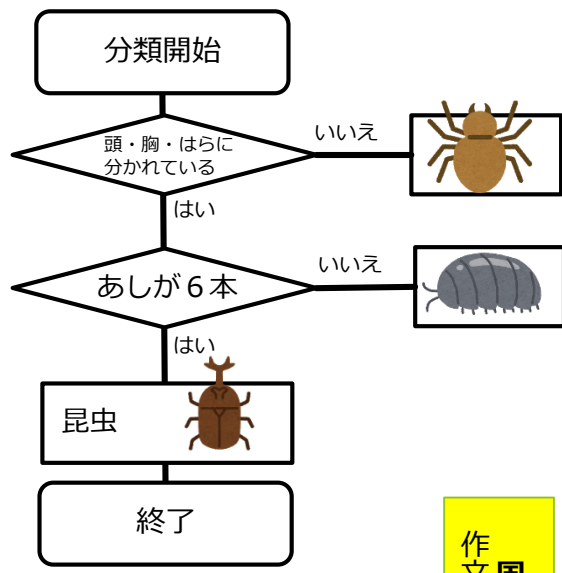 分類開始
頭・胸・はらに
分かれている
いいえ
はい
あしが６本
いいえ
はい
昆虫
終了
作